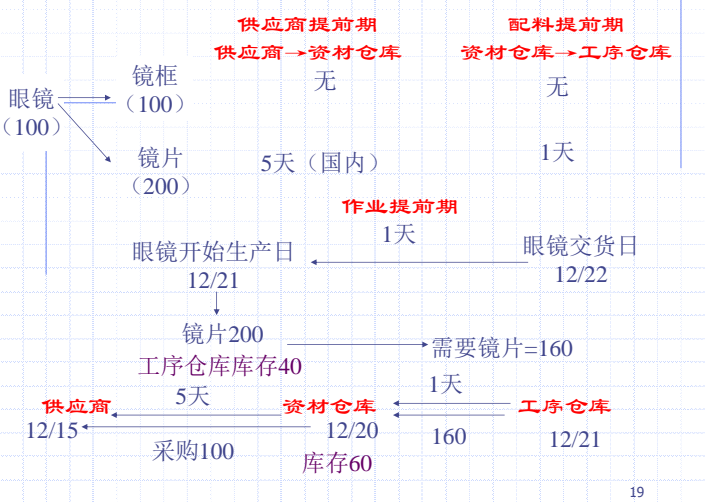 供应商提前期
配料提前期
供应商→资材仓库
资材仓库→工序仓库
镜框
（100）
无
无
眼镜
（100）
镜片
（200）
5天（国内）
1天
作业提前期
1天
眼镜开始生产日
12/21
眼镜交货日
12/22
镜片200
工序仓库库存40
需要镜片=160
供应商
5天
资材仓库
1天
工序仓库
12/15
采购100
12/20
库存60
160
12/21
19